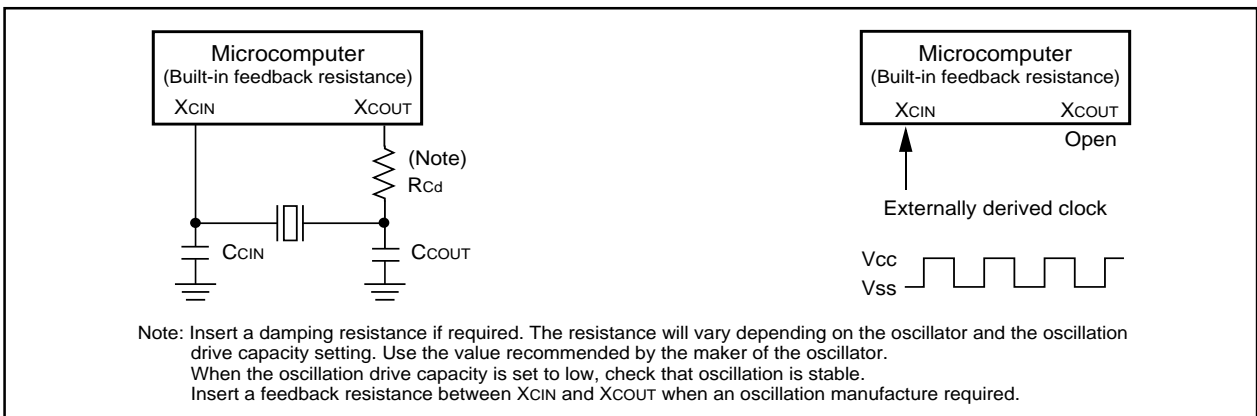 Microcomputer
(Built-in feedback resistance)
XCIN XCOUT
(Note)
RCd
CCIN
CCOUT
Microcomputer
(Built-in feedback resistance)
XCIN XCOUT
Open
Externally derived clock
Vcc
Vss
Note: Insert a damping resistance if required. The resistance will vary depending on the oscillator and the oscillation
drive capacity setting. Use the value recommended by the maker of the oscillator.
When the oscillation drive capacity is set to low, check that oscillation is stable.
Insert a feedback resistance between XCIN and XCOUT when an oscillation manufacture required.